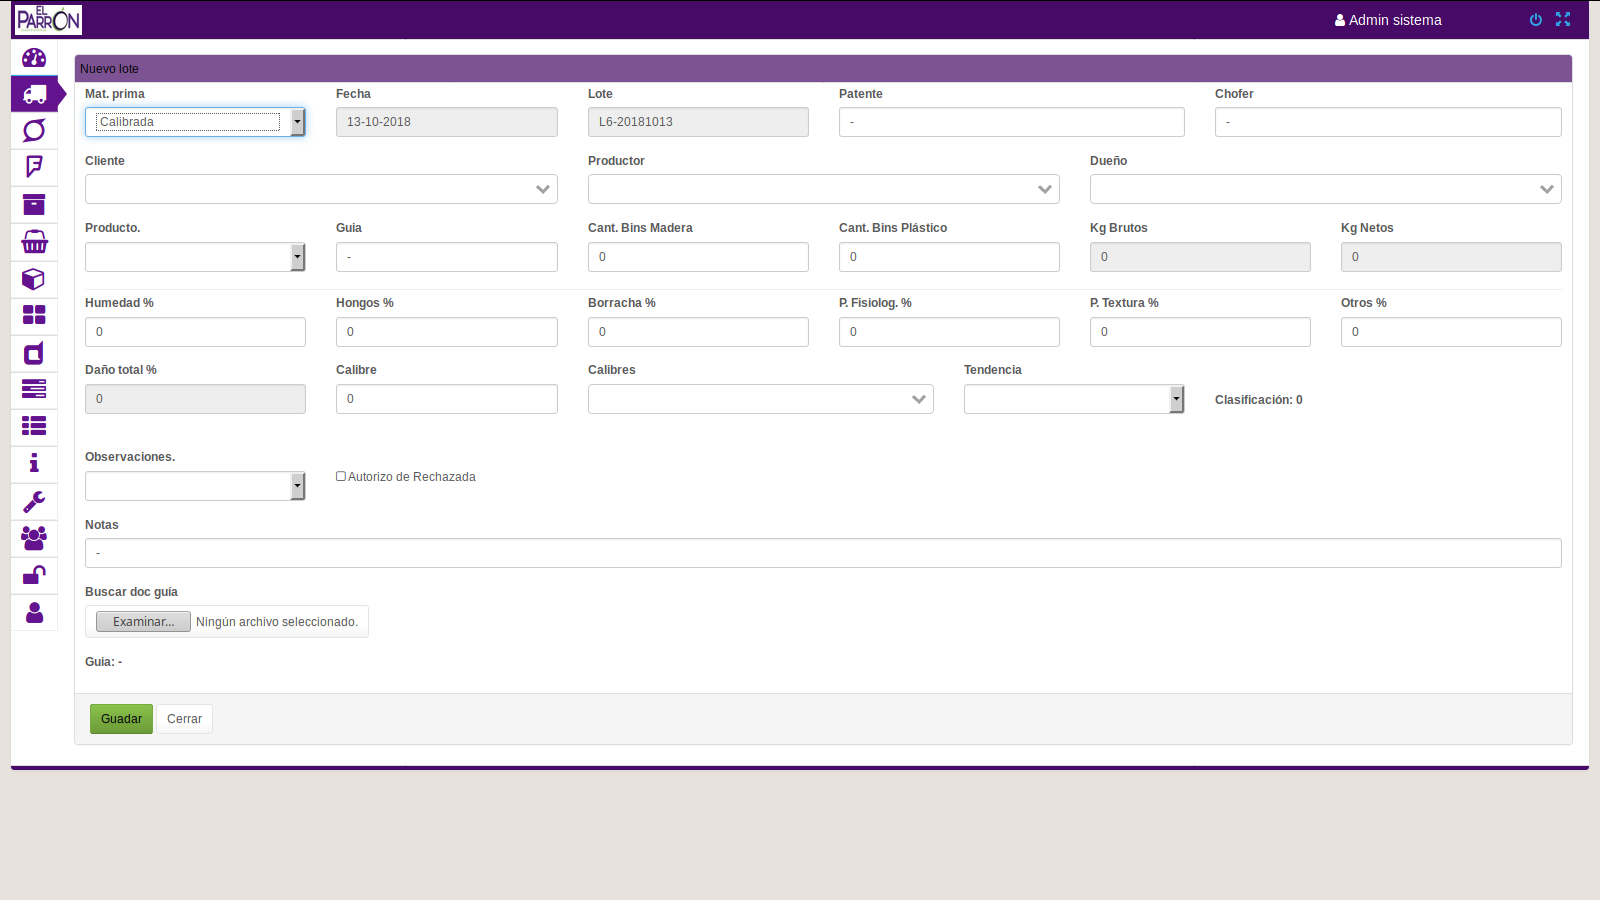 EL
PARRÓN
Admin sistema
Nuevo lote
Mat. prima Fecha Lote Patente Chofer
Calibrada 13-10-2018 L6-20181013 - -
Cliente Productor Dueño
Producto. Guia Cant. Bins Madera Cant. Bins Plástico Kg Brutos Kg Netos
- 0 0 0 0
Humedad % Hongos % Borracha % P. Fisiolog. % P. Textura % Otros %
0 0 0 0 0 0
Daño total % Calibre Calibres Tendencia
0 0 Clasificación: 0
Observaciones.
Autorizo de Rechazada
Notas
-
Buscar doc guía
Examinar... Ningún archivo seleccionado.
Guia: -
Guadar Cerrar